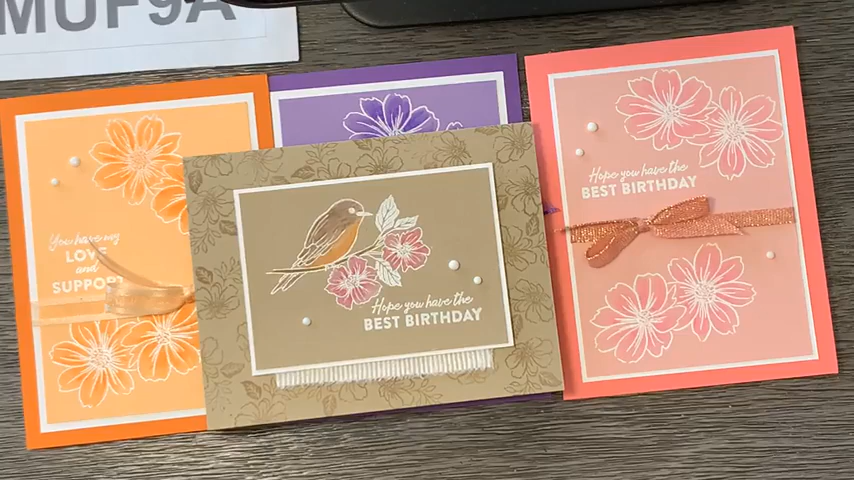 MUF9A
You have my
LOVE
and
SUPPORT
Hope you have the
BEST BIRTHDAY
Hope you have the
BEST BIRTHDAY